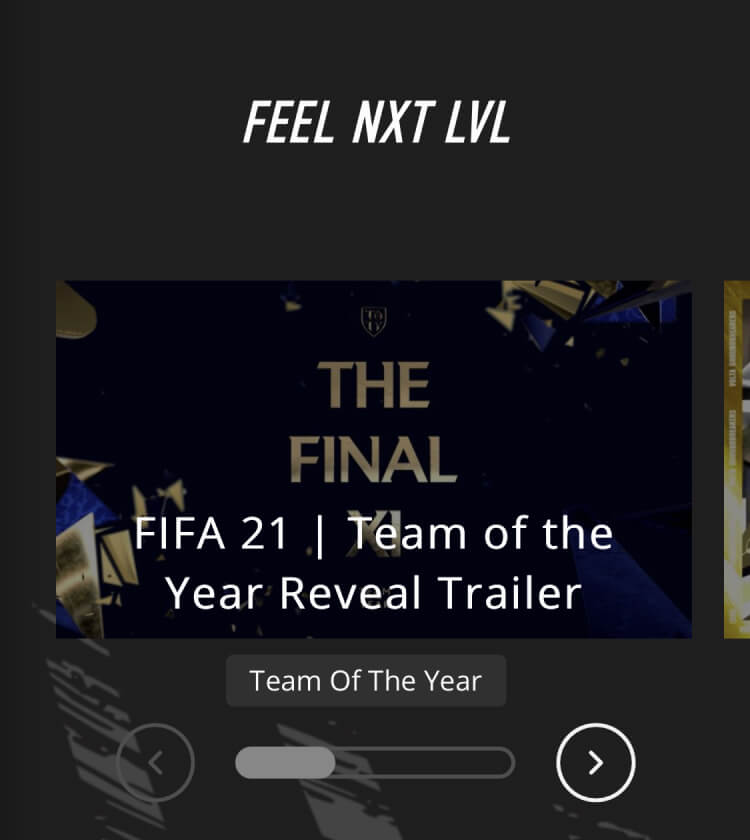 FEEL NXT LVL
THE
FINAL
XI
FIFA 21 | Team of the
Year Reveal Trailer
Team Of The Year